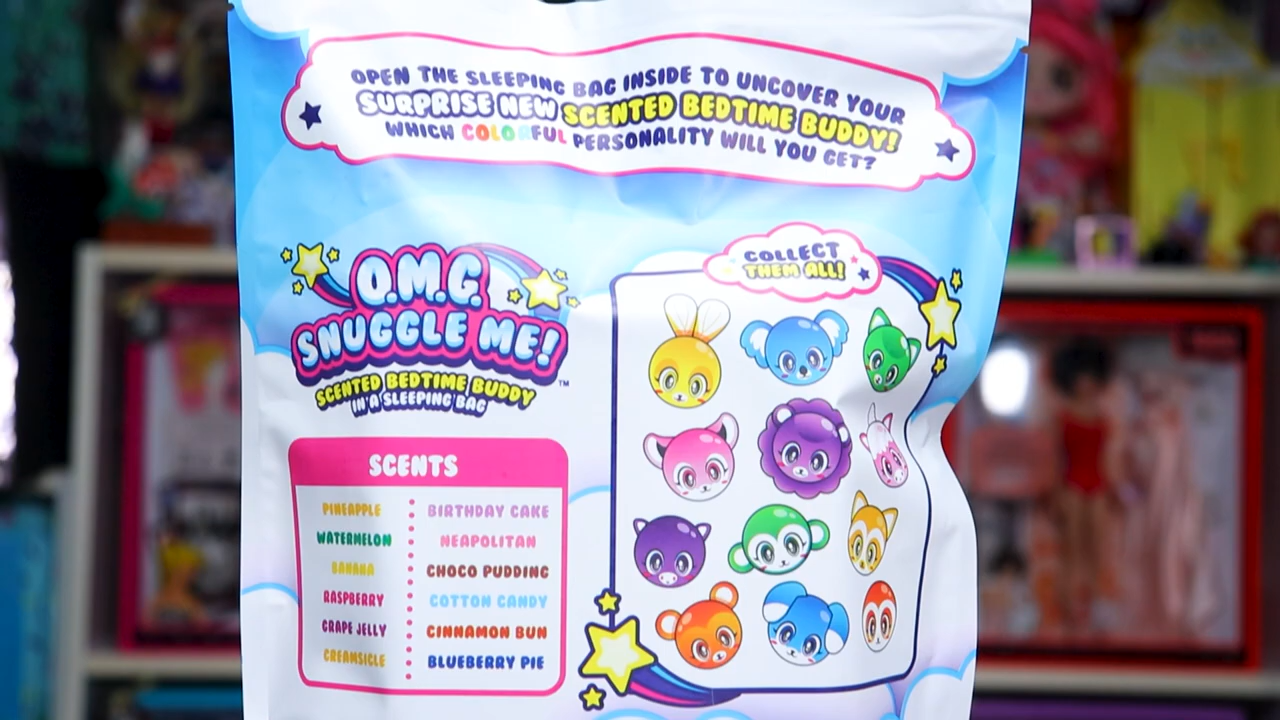 OPEN THE SLEEPING BAG INSIDE TO UNCOVER YOUR
SURPRISE NEW SCENTED BEDTIME BUDDY!
WHICH COLORFUL PERSONALITY WILL YOU GET?
O.M.G.
SNUGGLE ME!
SCENTED BEDTIME BUDDY
IN A SLEEPING BAG
TM
COLLECT
THEM ALL!
SCENTS
PINEAPPLE
WATERMELON
BANANA
RASPBERRY
GRAPE JELLY
CREAMSICLE
BIRTHDAY CAKE
NEAPOLITAN
CHOCO PUDDING
COTTON CANDY
CINNAMON BUN
BLUEBERRY PIE